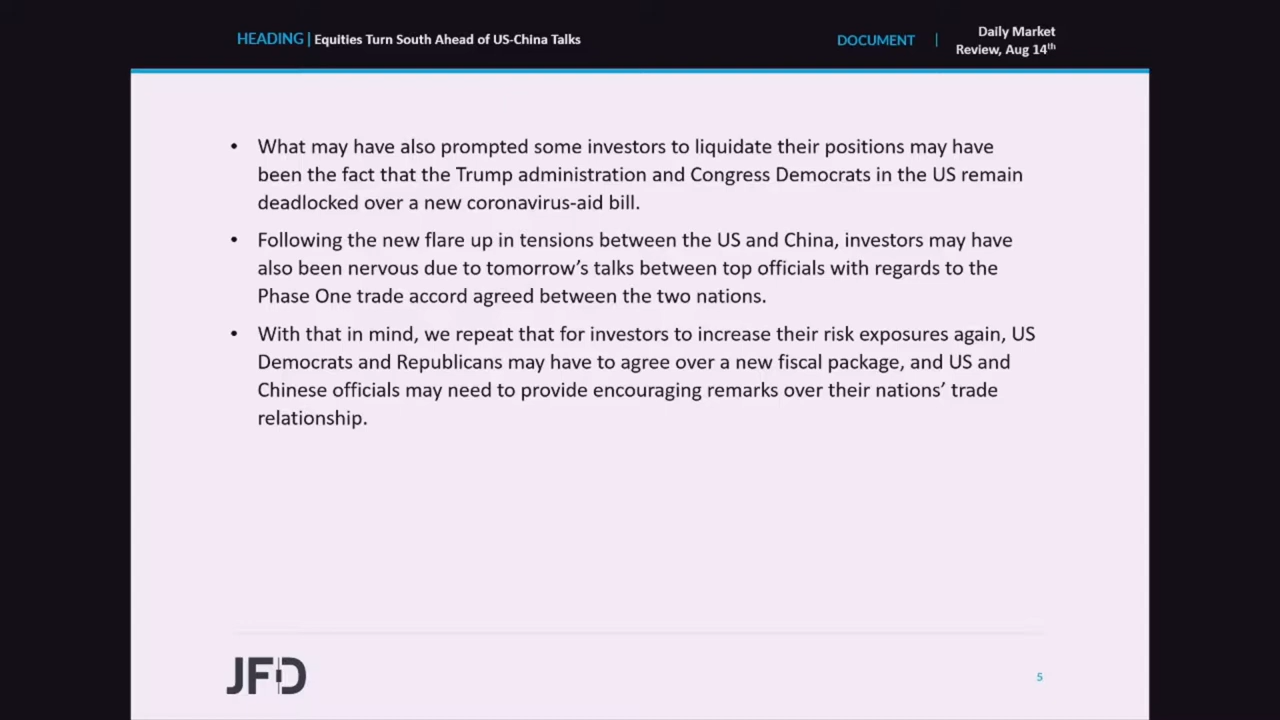 HEADING | Equities Turn South Ahead of US-China Talks
DOCUMENT | Daily Market
Review, Aug 14th
• What may have also prompted some investors to liquidate their positions may have
been the fact that the Trump administration and Congress Democrats in the US remain
deadlocked over a new coronavirus-aid bill.
• Following the new flare up in tensions between the US and China, investors may have
also been nervous due to tomorrow’s talks between top officials with regards to the
Phase One trade accord agreed between the two nations.
• With that in mind, we repeat that for investors to increase their risk exposures again, US
Democrats and Republicans may have to agree over a new fiscal package, and US and
Chinese officials may need to provide encouraging remarks over their nations’ trade
relationship.
JFD
5